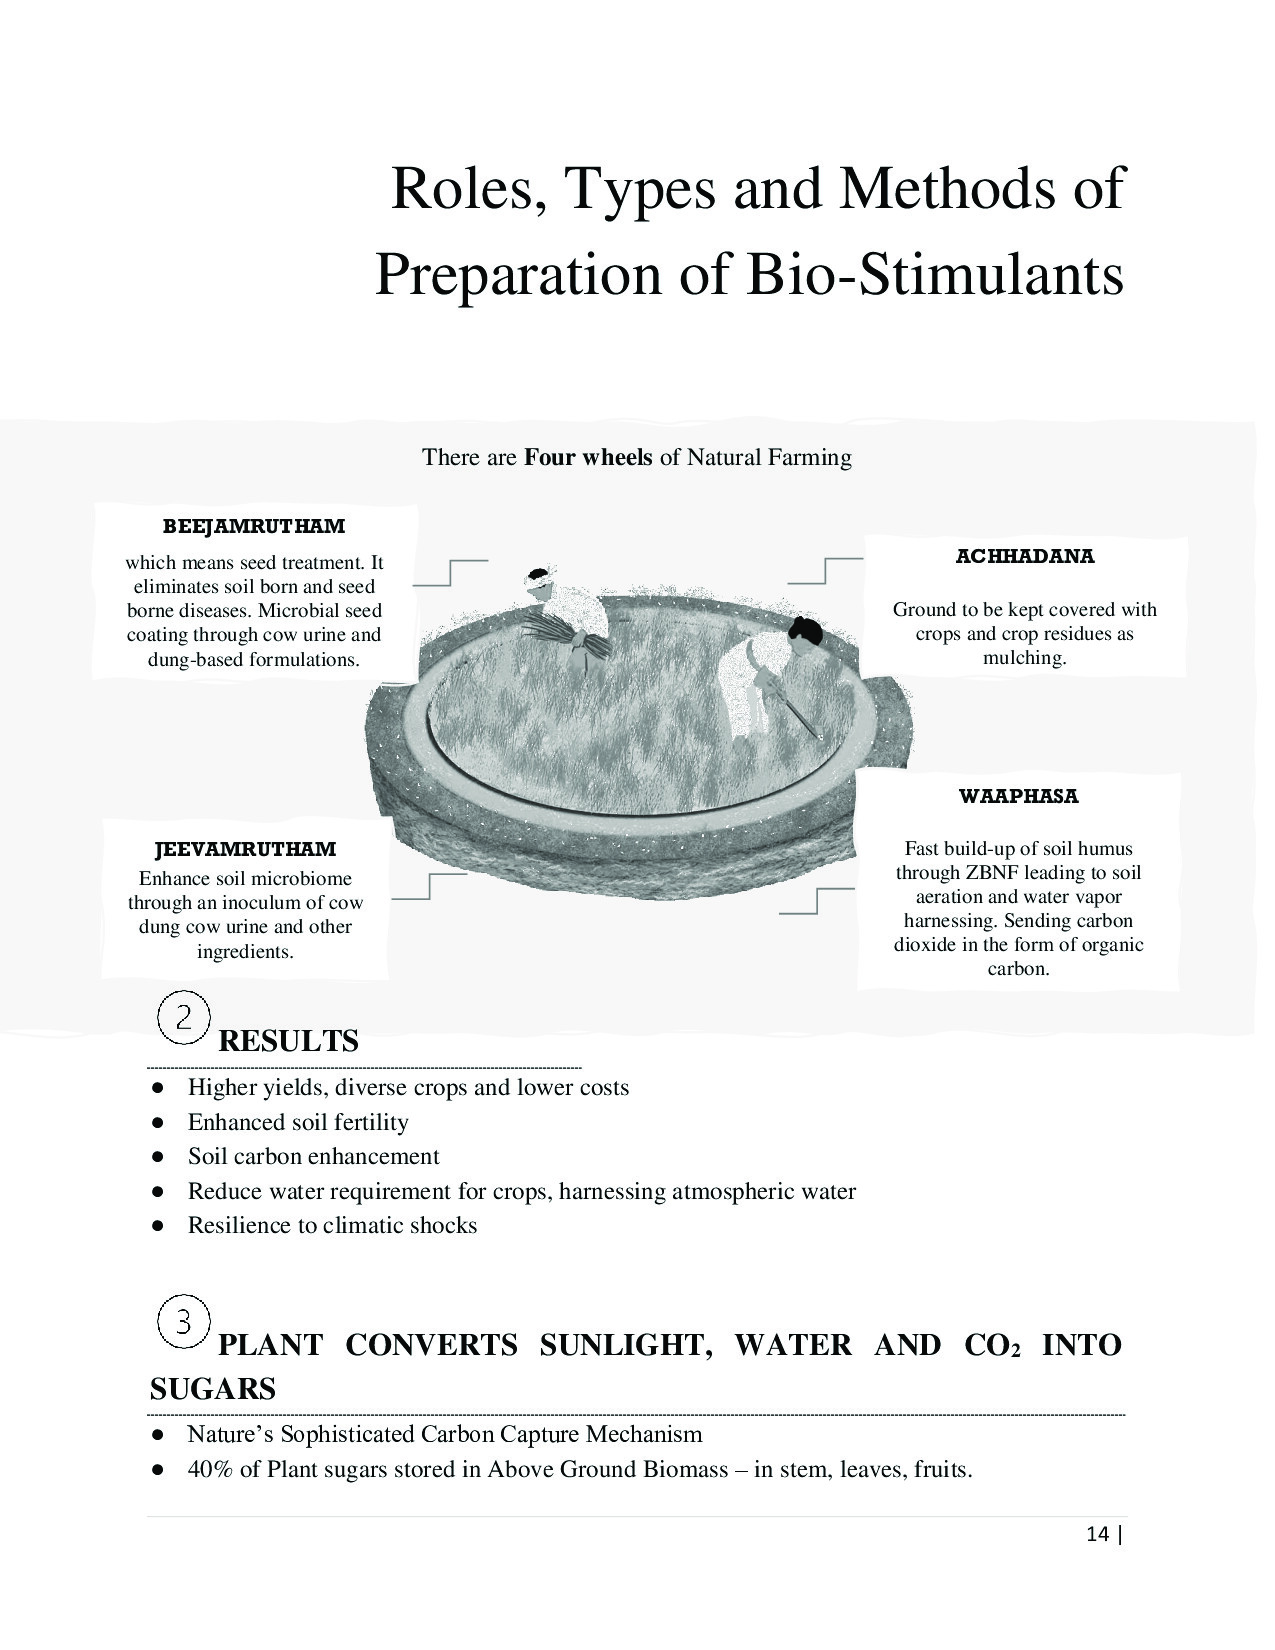 Roles, Types and Methods of
Preparation of Bio-Stimulants
There are Four wheels of Natural Farming
BEEJAMRUTHAM
which means seed treatment. It
eliminates soil born and seed
borne diseases. Microbial seed
coating through cow urine and
dung-based formulations.
ACHHADANA
Ground to be kept covered with
crops and crop residues as
mulching.
JEEVAMRUTHAM
Enhance soil microbiome
through an inoculum of cow
dung cow urine and other
ingredients.
WAAPHASA
Fast build-up of soil humus
through ZBNF leading to soil
aeration and water vapor
harnessing. Sending carbon
dioxide in the form of organic
carbon.
2 RESULTS
● Higher yields, diverse crops and lower costs
● Enhanced soil fertility
● Soil carbon enhancement
● Reduce water requirement for crops, harnessing atmospheric water
● Resilience to climatic shocks
3 PLANT CONVERTS SUNLIGHT, WATER AND CO₂ INTO
SUGARS
● Nature’s Sophisticated Carbon Capture Mechanism
● 40% of Plant sugars stored in Above Ground Biomass – in stem, leaves, fruits.
14 |